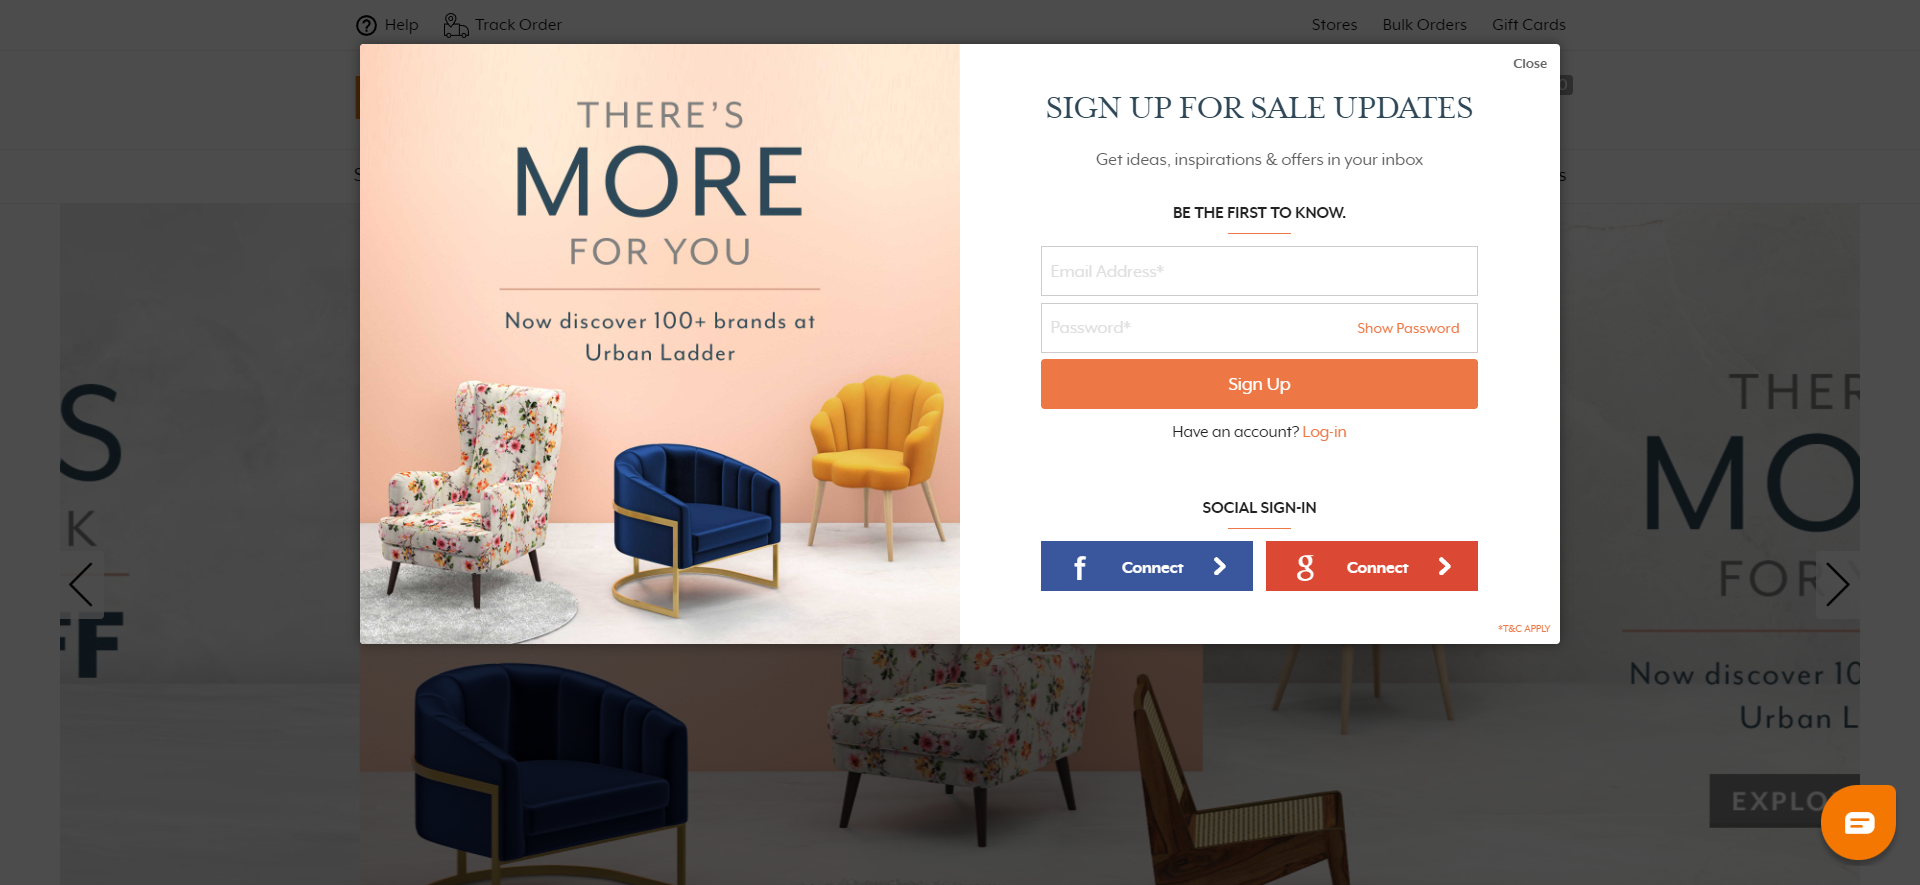 Help
Track Order
Stores
Bulk Orders
Gift Cards
Close
THERE'S
MORE
FOR YOU
Now discover 100+ brands at
Urban Ladder
SIGN UP FOR SALE UPDATES
Get ideas, inspirations & offers in your inbox
BE THE FIRST TO KNOW.
Email Address*
Password*
Show Password
Sign Up
Have an account? Log-in
SOCIAL SIGN-IN
f Connect
g Connect
*T&C APPLY
S
K
FF
THER
MO
FOR
Now discover 10
Urban L
EXPLO